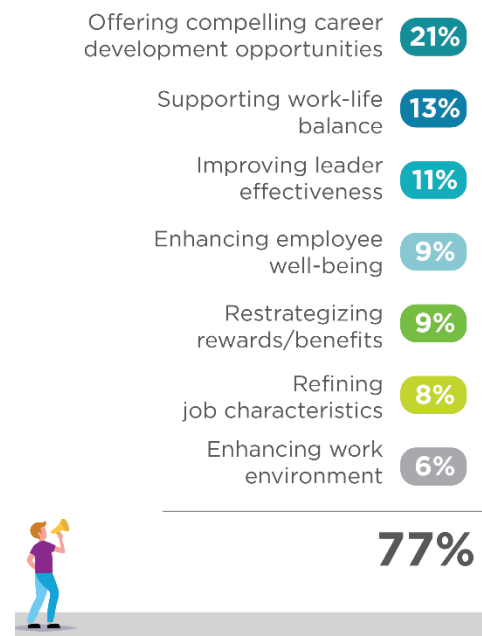 Offering compelling career
development opportunities
21%
Supporting work-life
balance
13%
Improving leader
effectiveness
11%
Enhancing employee
well-being
9%
Restrategizing
rewards/benefits
9%
Refining
job characteristics
8%
Enhancing work
environment
6%
77%